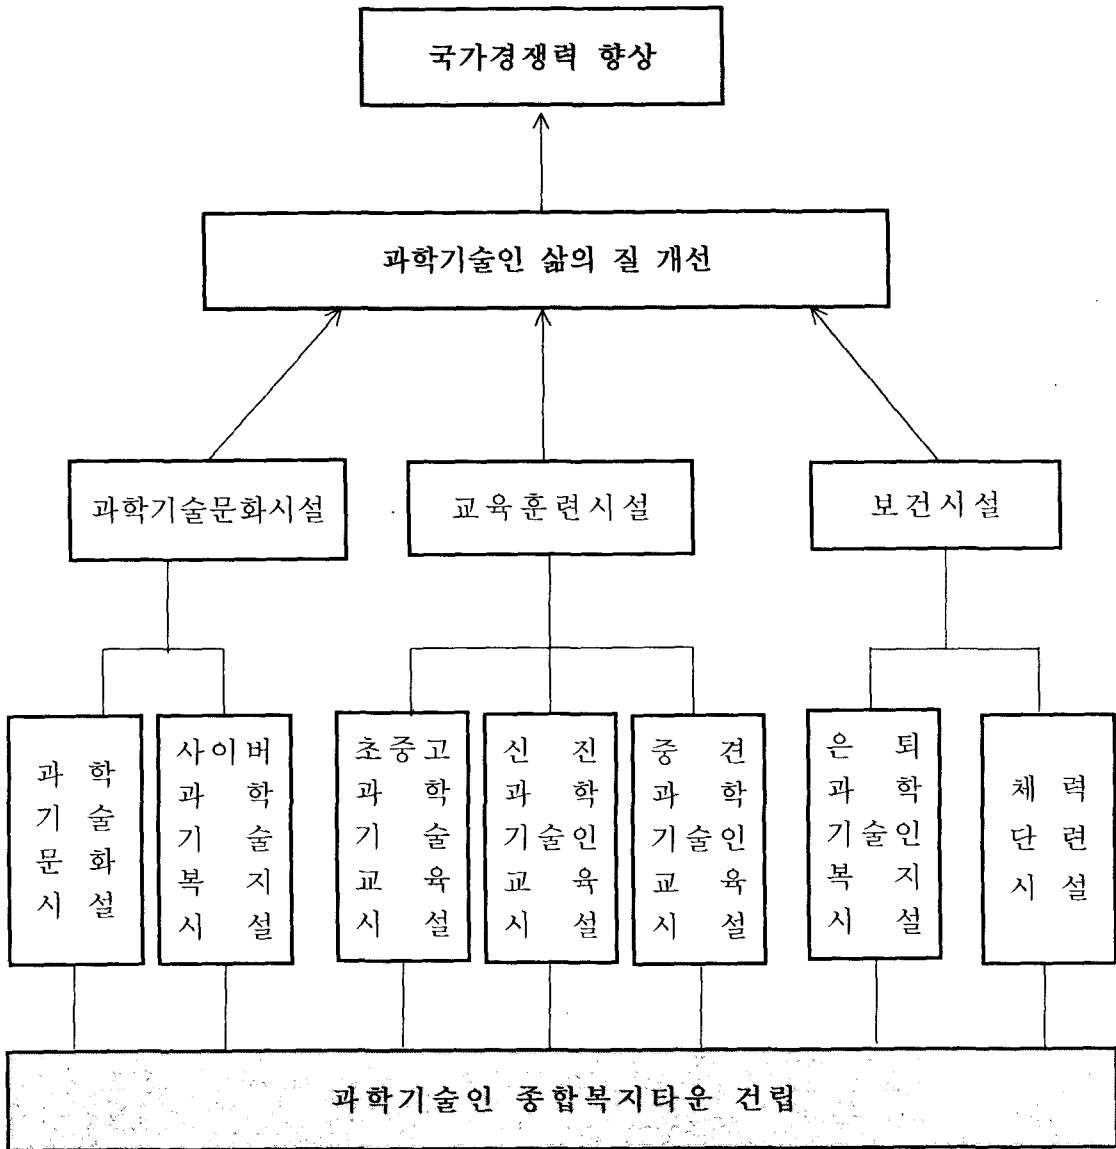 국가경쟁력 향상
과학기술인 삶의 질 개선
과학기술문화시설
교육훈련시설
보건시설
과 학
기 술
문 화
시 설
사이버
과 학
기 술
복 지
시 설
초중고
과 학
기 술
교 육
시 설
신 진
과 학
기술인
교 육
시 설
중 견
과 학
기술인
교 육
시 설
은 퇴
과 학
기술인
복 지
시 설
체 력
단 련
시 설
과학기술인 종합복지타운 건립